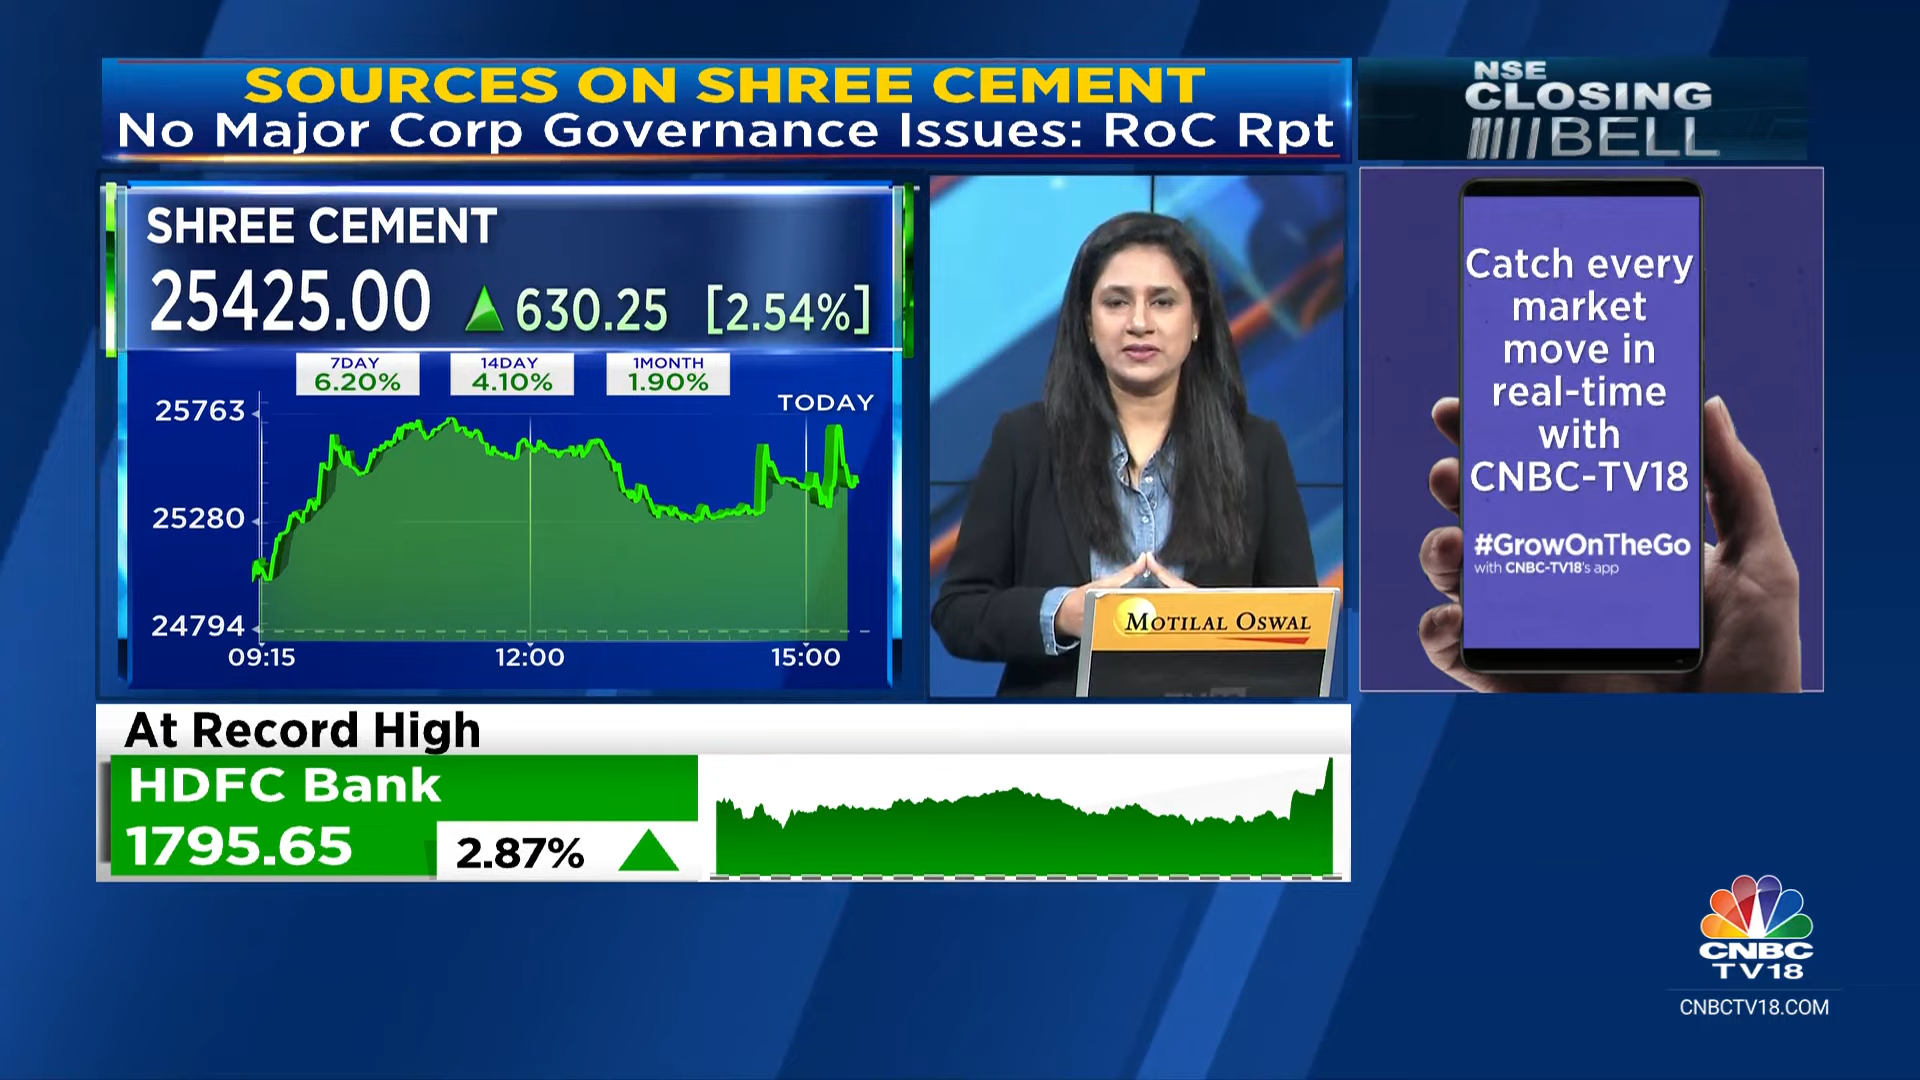 SOURCES ON SHREE CEMENT
No Major Corp Governance Issues: RoC Rpt
NSE
CLOSING
BELL
SHREE CEMENT
25425.00 ▲ 630.25 [2.54%]
7DAY
6.20%
14DAY
4.10%
1MONTH
1.90%
TODAY
25763
25280
24794
09:15 12:00 15:00
MOTILAL OSWAL
Catch every
market
move in
real-time
with
CNBC-TV18
#GrowOnTheGo
with CNBC-TV18's app
At Record High
HDFC Bank
1795.65
2.87%
CNBC
TV18
CNBCTV18.COM